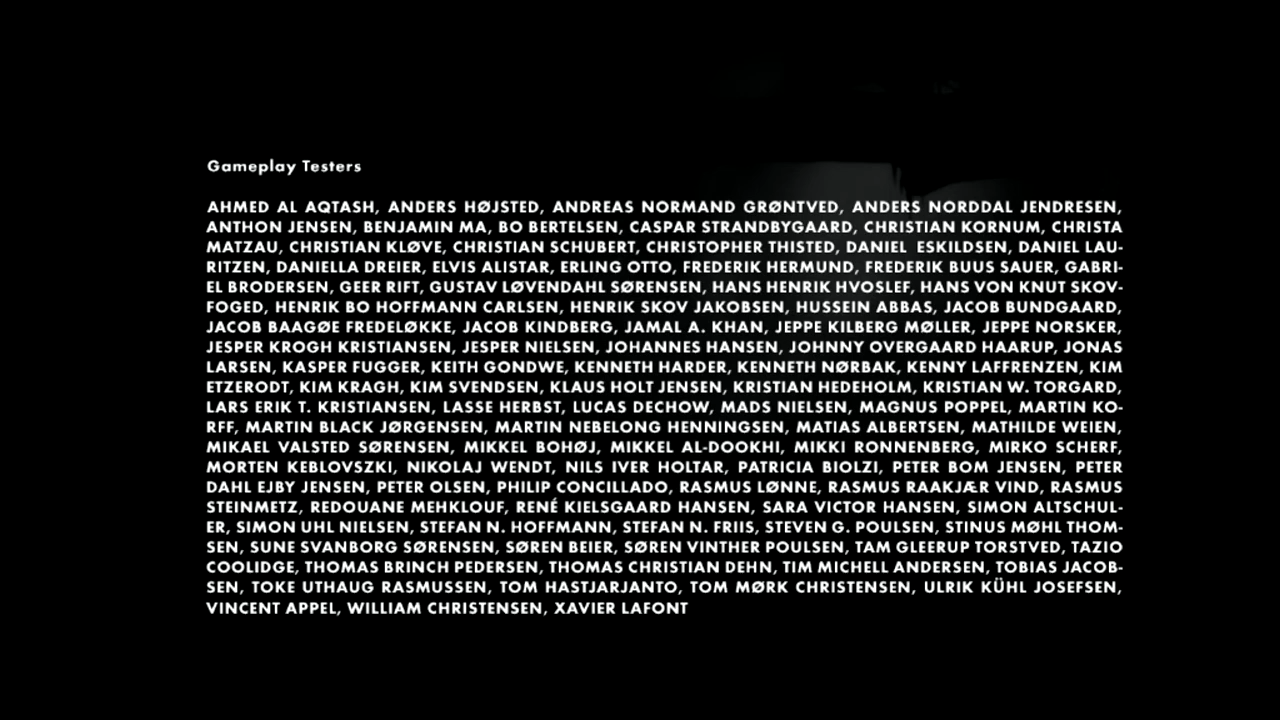 Gameplay Testers
AHMED AL AQTASH, ANDERS HØJSTED, ANDREAS NORMAND GRØNTVED, ANDERS NORDDAL JENDRESEN,
ANTHON JENSEN, BENJAMIN MA, BO BERTELSEN, CASPAR STRANDBYGAARD, CHRISTIAN KORNUM, CHRISTA
MATZAU, CHRISTIAN KLØVE, CHRISTIAN SCHUBERT, CHRISTOPHER THISTED, DANIEL ESKILDSEN, DANIEL LAU-
RITZEN, DANIELLA DREIER, ELVIS ALISTAR, ERLING OTTO, FREDERIK HERMUND, FREDERIK BUUS SAUER, GABRI-
EL BRODERSEN, GEER RIFT, GUSTAV LØVENDAHL SØRENSEN, HANS HENRIK HVOSLEF, HANS VON KNUT SKOV-
FOGED, HENRIK BO HOFFMANN CARLSEN, HENRIK SKOV JAKOBSEN, HUSSEIN ABBAS, JACOB BUNDGAARD,
JACOB BAAGØE FREDELØKKE, JACOB KINDBERG, JAMAL A. KHAN, JEPPE KILBERG MØLLER, JEPPE NORSKER,
JESPER KROGH KRISTIANSEN, JESPER NIELSEN, JOHANNES HANSEN, JOHNNY OVERGAARD HAARUP, JONAS
LARSEN, KASPER FUGGER, KEITH GONDWE, KENNETH HARDER, KENNETH NØRBAK, KENNY LAFFRENZEN, KIM
ETZERODT, KIM KRAGH, KIM SVENDSEN, KLAUS HOLT JENSEN, KRISTIAN HEDEHOLM, KRISTIAN W. TORGARD,
LARS ERIK T. KRISTIANSEN, LASSE HERBST, LUCAS DECHOW, MADS NIELSEN, MAGNUS POPPEL, MARTIN KO-
RFF, MARTIN BLACK JØRGENSEN, MARTIN NEBELONG HENNINGSEN, MATIAS ALBERTSEN, MATHILDE WEIEN,
MIKAEL VALSTED SØRENSEN, MIKKEL BOHØJ, MIKKEL AL-DOOKHI, MIKKI RONNENBERG, MIRKO SCHERF,
MORTEN KEBLOVSZKI, NIKOLAJ WENDT, NILS IVER HOLTAR, PATRICIA BIOLZI, PETER BOM JENSEN, PETER
DAHL EJBY JENSEN, PETER OLSEN, PHILIP CONCILLADO, RASMUS LØNNE, RASMUS RAAKJÆR VIND, RASMUS
STEINMETZ, REDOUANE MEHKLOUF, RENÉ KIELSGAARD HANSEN, SARA VICTOR HANSEN, SIMON ALTSCHUL-
ER, SIMON UHL NIELSEN, STEFAN N. HOFFMANN, STEFAN N. FRIIS, STEVEN G. POULSEN, STINUS MØHL THOM-
SEN, SUNE SVANBORG SØRENSEN, SØREN BEIER, SØREN VINTHER POULSEN, TAM GLEERUP TORSTVED, TAZIO
COOLIDGE, THOMAS BRINCH PEDERSEN, THOMAS CHRISTIAN DEHN, TIM MICHELL ANDERSEN, TOBIAS JACOB-
SEN, TOKE UTHAUG RASMUSSEN, TOM HASTJARJANTO, TOM MØRK CHRISTENSEN, ULRIK KÜHL JOSEFSEN,
VINCENT APPEL, WILLIAM CHRISTENSEN, XAVIER LAFONT